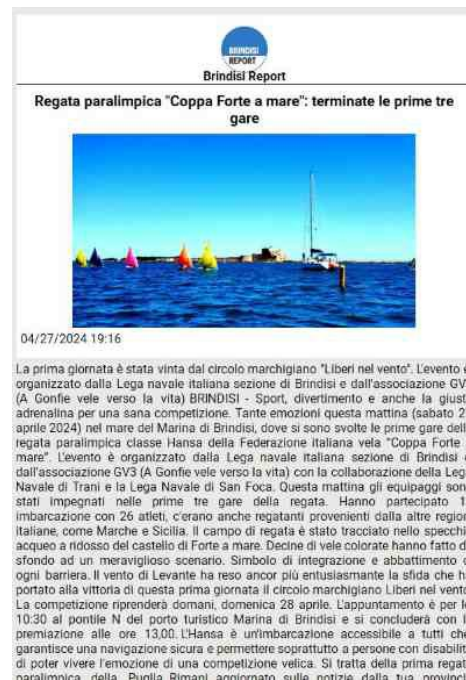 BRINDISI
REPORT
Brindisi Report
Regata paralimpica "Coppa Forte a mare": terminate le prime tre
gare
04/27/2024 19:16
La prima giornata è stata vinta dal circolo marchigiano "Liberi nel vento". L'evento è
organizzato dalla Lega navale italiana sezione di Brindisi e dall'associazione GV
(A Gonfie vele verso la vita) BRINDISI - Sport, divertimento e anche la giust
adrenalina per una sana competizione. Tante emozioni questa mattina (sabato 2
aprile 2024) nel mare del Marina di Brindisi, dove si sono svolte le prime gare dell
regata paralimpica classe Hansa della Federazione italiana vela "Coppa Forte
mare". L'evento è organizzato dalla Lega navale italiana sezione di Brindisi
dall'associazione GV3 (A Gonfie vele verso la vita) con la collaborazione della Leg
Navale di Trani e la Lega Navale di San Foca. Questa mattina gli equipaggi son
stati impegnati nelle prime tre gare della regata. Hanno partecipato 1
imbarcazione con 26 atleti, c'erano anche regatanti provenienti dalla altre region
italiane, come Marche e Sicilia. Il campo di regata è stato tracciato nello specchi
acqueo a ridosso del castello di Forte a mare. Decine di vele colorate hanno fatto d
sfondo ad un meraviglioso scenario. Simbolo di integrazione e abbattimento
ogni barriera. Il vento di Levante ha reso ancor più entusiasmante la sfida che h
portato alla vittoria di questa prima giornata il circolo marchigiano Liberi nel vento
La competizione riprenderà domani, domenica 28 aprile. L'appuntamento è per l
10:30 al pontile N del porto turistico Marina di Brindisi e si concluderà con l
premiazione alle ore 13,00. L'Hansa è un'imbarcazione accessibile a tutti ch
garantisce una navigazione sicura e permettere soprattutto a persone con disabilit
di poter vivere l'emozione di una competizione velica. Si tratta della prima regat
paralimpica della Puglia Rimani aggiornato sulle notizie dalla tua provinci